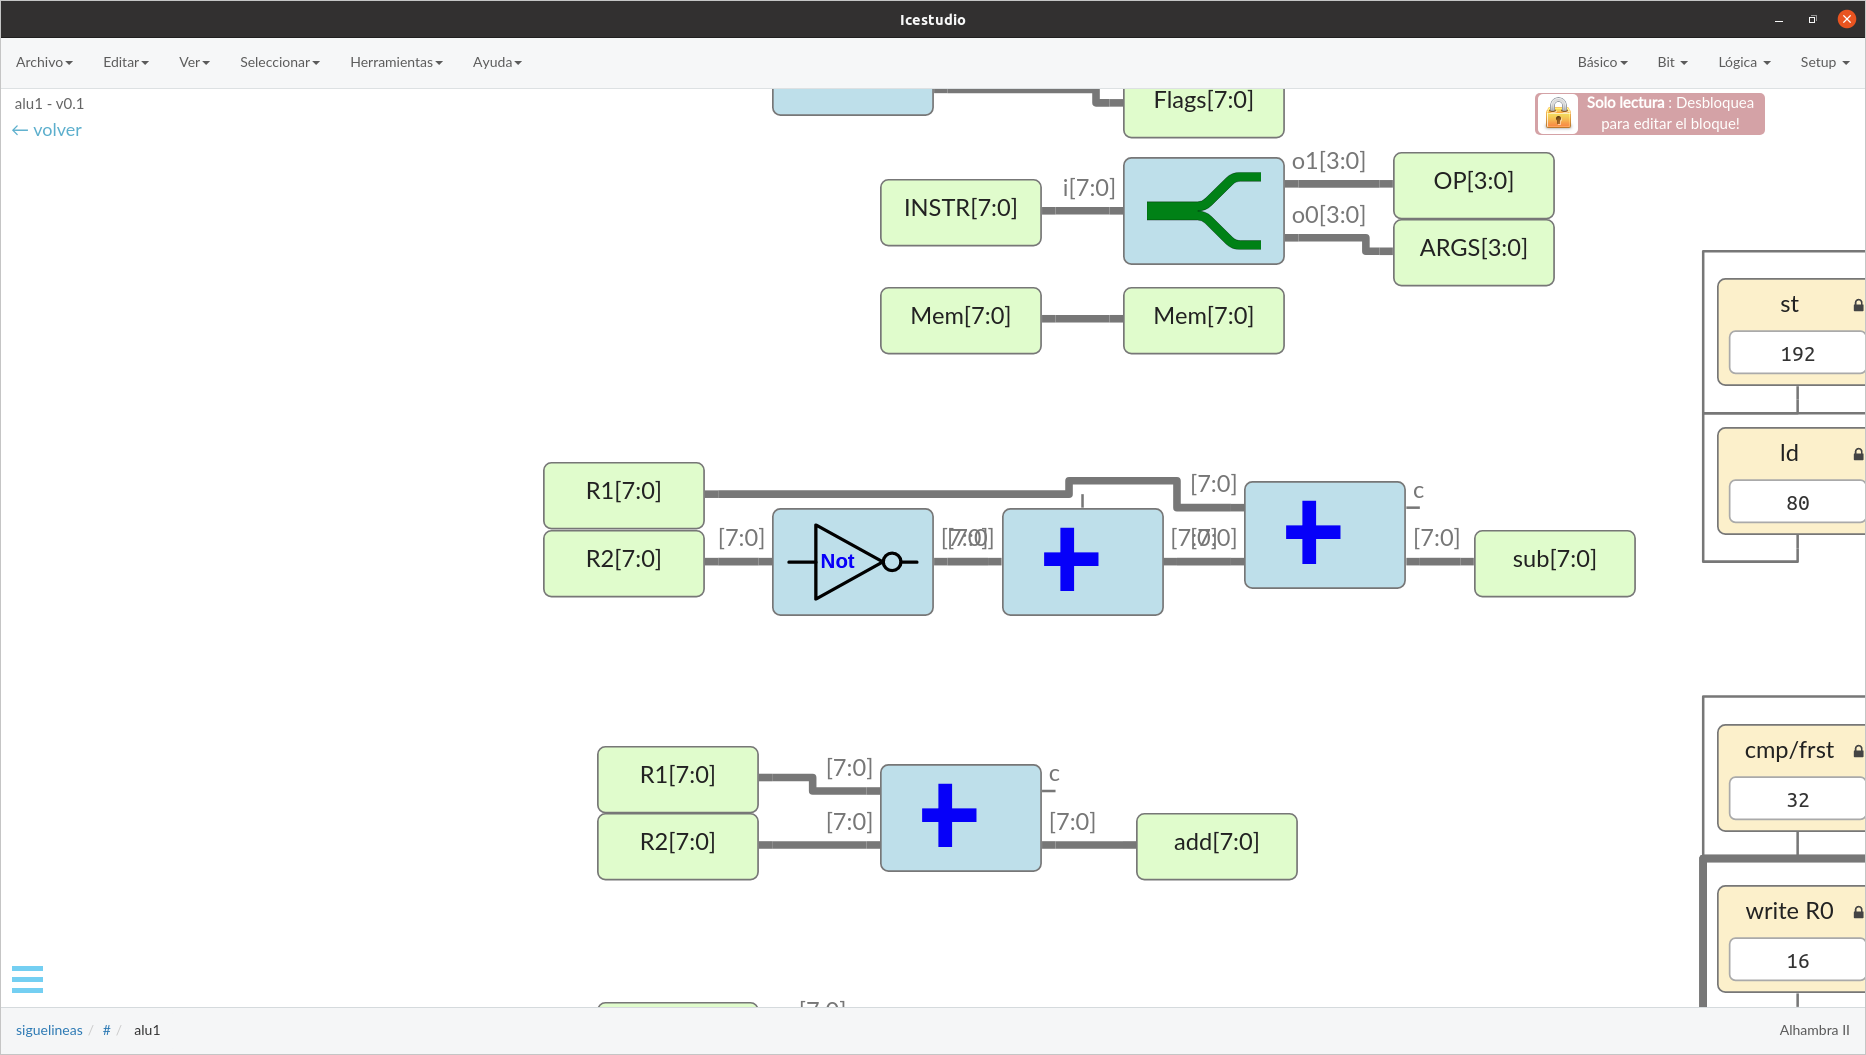 Icestudio
Archivo Editar Ver Seleccionar Herramientas Ayuda Básico Bit Lógica Setup
alu1 - v0.1
← volver
Solo lectura : Desbloquea
para editar el bloque!
Flags[7:0]
INSTR[7:0]
i[7:0]
o1[3:0]
o0[3:0]
OP[3:0]
ARGS[3:0]
Mem[7:0]
Mem[7:0]
st
192
ld
80
R1[7:0]
R2[7:0]
[7:0]
Not
[7:0]
[7:0]
[7:0]
c
[7:0]
sub[7:0]
R1[7:0]
R2[7:0]
[7:0]
[7:0]
c
[7:0]
add[7:0]
cmp/frst
32
write R0
16
siguelineas / # / alu1
Alhambra II